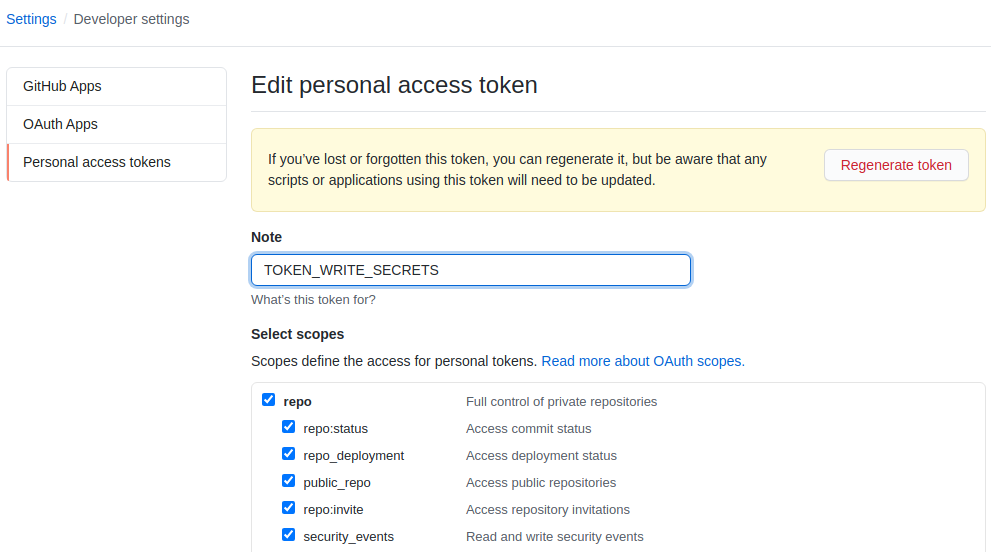 Settings / Developer settings
GitHub Apps
OAuth Apps
Personal access tokens
Edit personal access token
If you’ve lost or forgotten this token, you can regenerate it, but be aware that any
scripts or applications using this token will need to be updated.
Regenerate token
Note
TOKEN_WRITE_SECRETS
What’s this token for?
Select scopes
Scopes define the access for personal tokens. Read more about OAuth scopes.
repo Full control of private repositories
repo:status Access commit status
repo_deployment Access deployment status
public_repo Access public repositories
repo:invite Access repository invitations
security_events Read and write security events